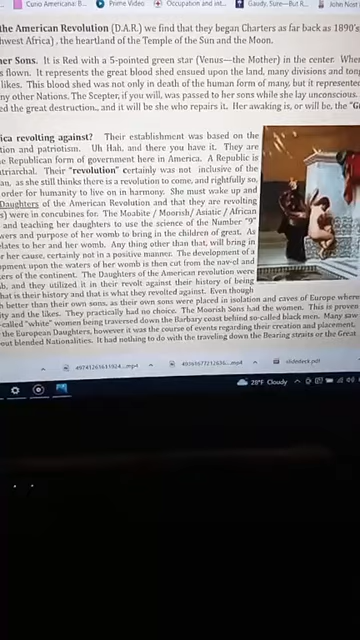 Curio Americana: B... Prime Video Occupation and int... Gaudy, Sure—But R... John Nost
the American Revolution (D.A.R.) we find that they began Charters as far back as 1890's
hwest Africa) , the heartland of the Temple of the Sun and the Moon.
her Sons. It is Red with a 5-pointed green star (Venus—the Mother) in the center. When
s flown. It represents the great blood shed ensued upon the land, many divisions and ton
likes. This blood shed was not only in death of the human form of many, but it represente
ny other Nations. The Scepter, if you will, was passed to her sons while she lay unconscious.
ed the great destruction, and it will be she who repairs it. Her awaking is, or will be, the
ica revolting against? Their establishment was based on the
tion and patriotism. Uh Hah, and there you have it. They are
he Republican form of government here in America. A Republic is
atriarchal. Their "revolution" certainly was not inclusive of the
an, as she still thinks there is a revolution to come, and rightfully so,
order for humanity to live on in harmony. She must wake up and
Daughters of the American Revolution and that they are revolting
s) were in concubines for. The Moabite / Moorish/ Asiatic / African
and teaching her daughters to use the science of the Number "9"
wers and purpose of her womb to bring in the children of great. As
elates to her and her womb. Any thing other than that, will bring in
r her cause, certainly not in a positive manner. The development of a
opment upon the waters of her womb is then cut from the nav-el and
ters of the continent. The Daughters of the American revolution were
h, and they utilized it in their revolt against their history of being
hat is their history and that is what they revolted against. Even though
h better than their own sons, as their own sons were placed in isolation and caves of Europe where
ity and the likes. They practically had no choice. The Moorish Sons had the women. This is proven
-called "white" women being traversed down the Barbary coast behind so-called black men. Many saw
the European Daughters, however it was the course of events regarding their creation and placement,
out blended Nationalities. It had nothing to do with the traveling down the Bearing straits or the Great
slidedeck.pdf
28°F Cloudy